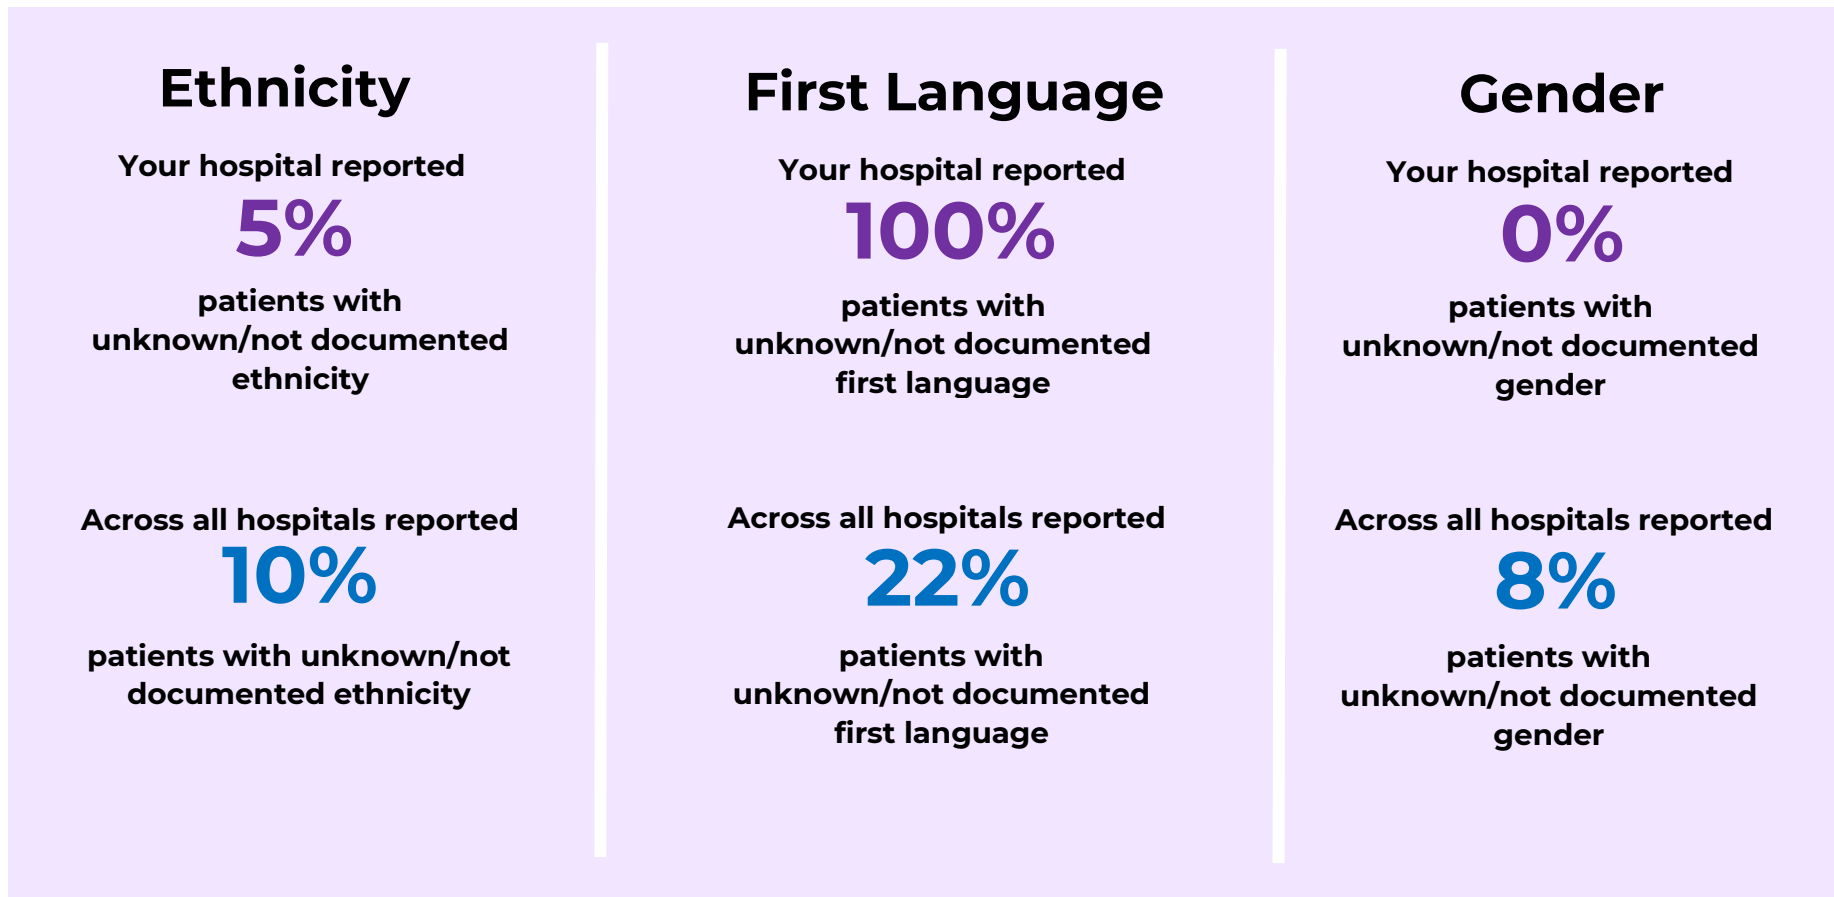 Ethnicity
Your hospital reported
5%
patients with
unknown/not documented
ethnicity
Across all hospitals reported
10%
patients with unknown/not
documented ethnicity
First Language
Your hospital reported
100%
patients with
unknown/not documented
first language
Across all hospitals reported
22%
patients with
unknown/not documented
first language
Gender
Your hospital reported
0%
patients with
unknown/not documented
gender
Across all hospitals reported
8%
patients with
unknown/not documented
gender